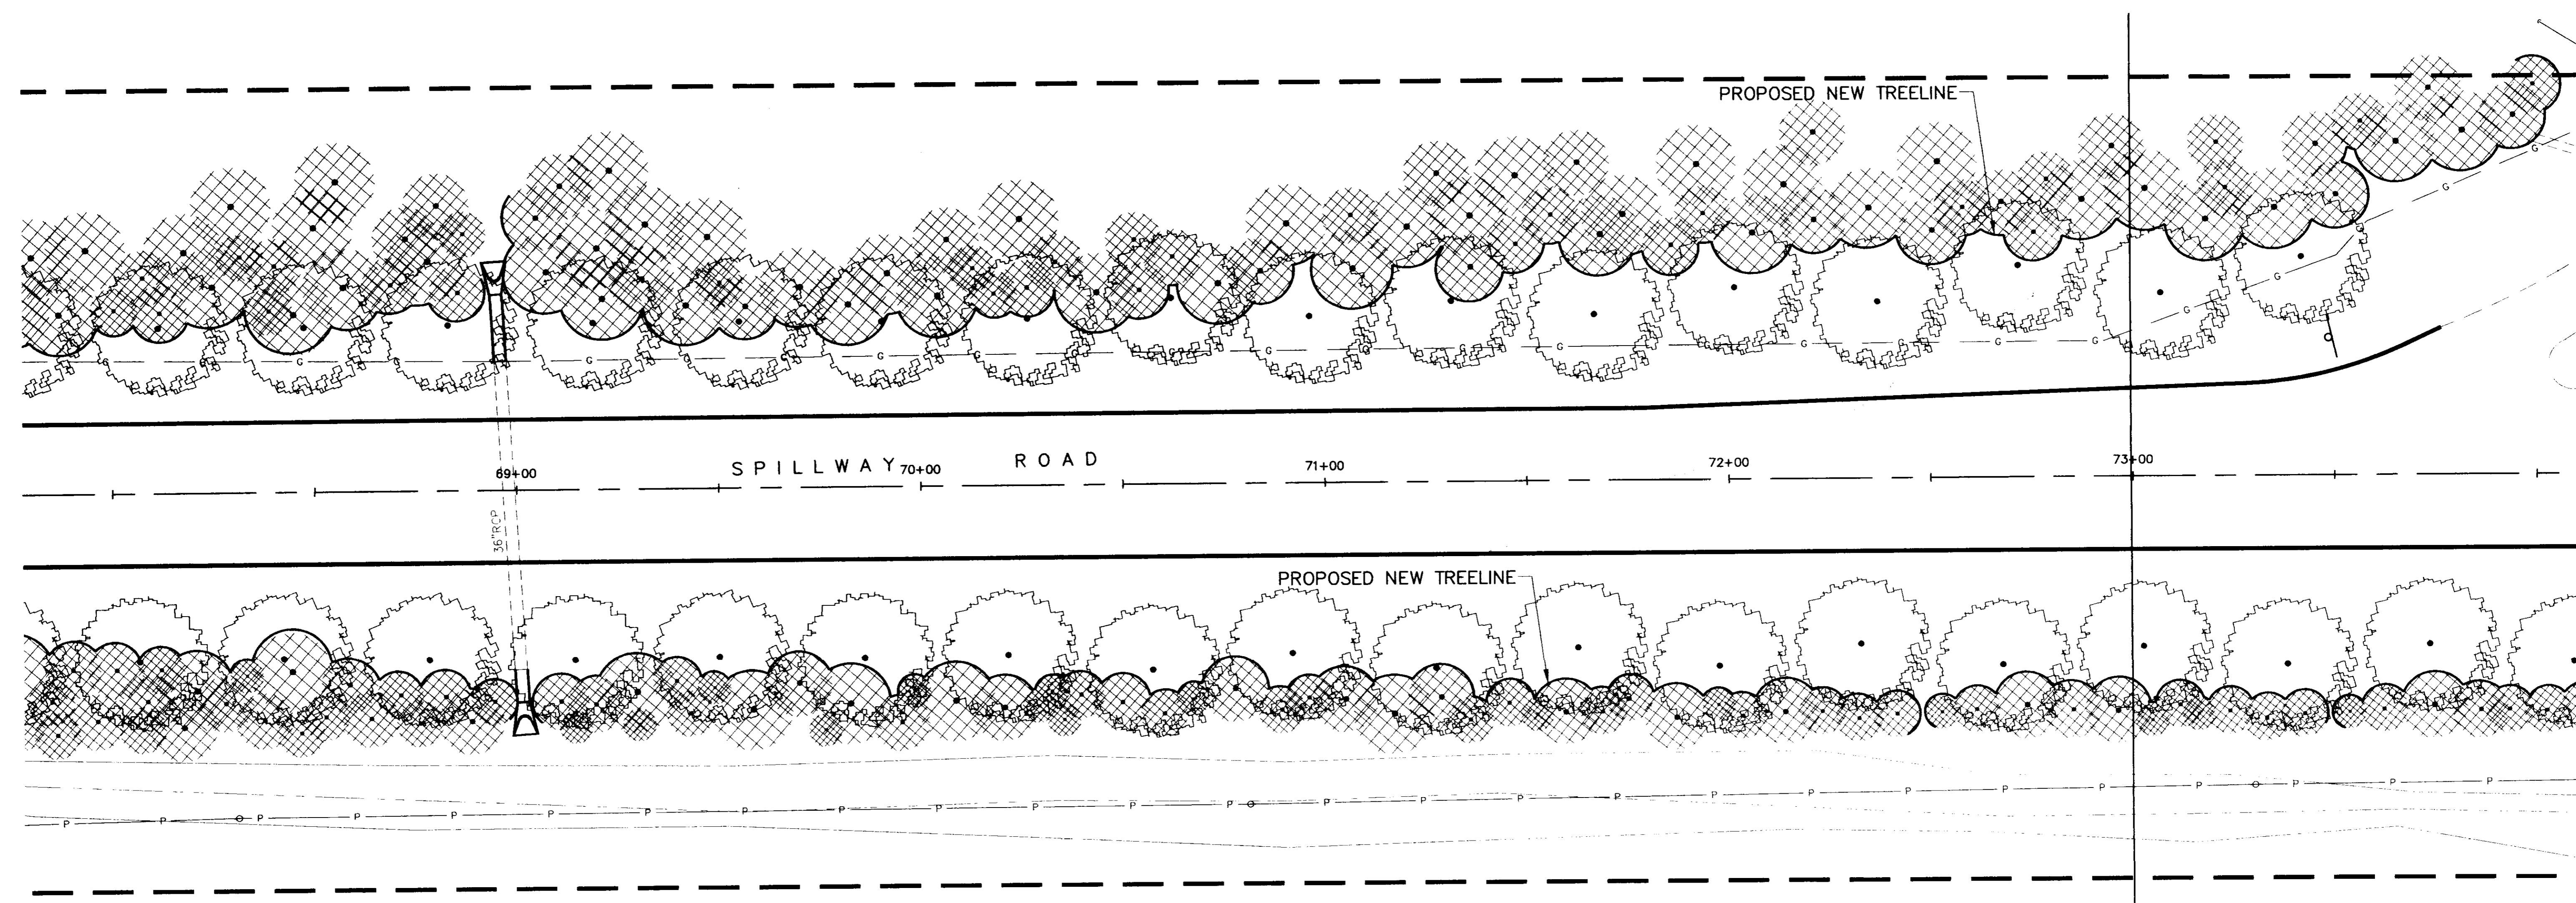 PROPOSED NEW TREELINE
SPILLWAY ROAD
69+00
70+00
71+00
72+00
73+00
36"RCP
PROPOSED NEW TREELINE
G G G G G G G G G G G G G G G G G G G G G G G G G
P P P P P P P P P P P P P P P P P P P P P P P P P P